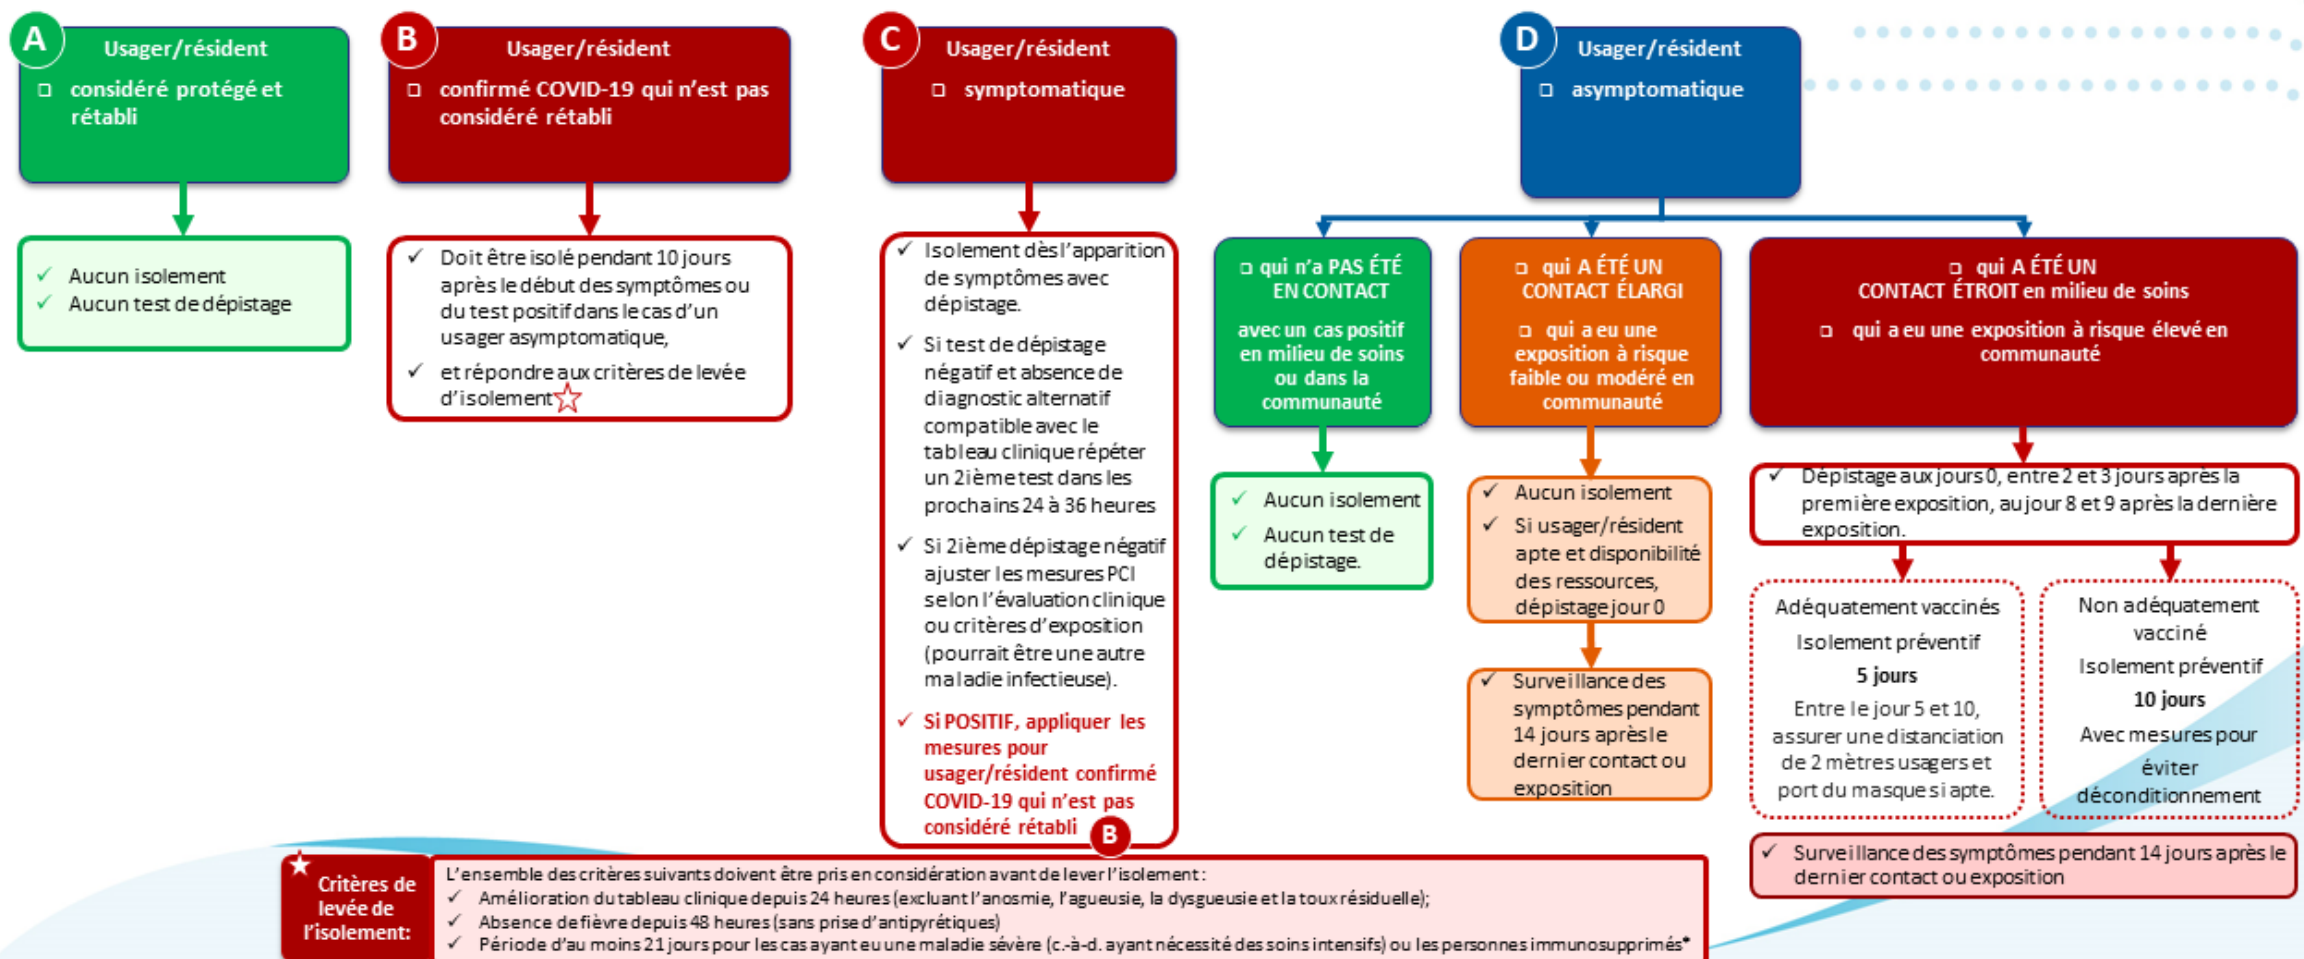 A
Usager/résident
considéré protégé et
rétabli
Aucun isolement
Aucun test de dépistage
B
Usager/résident
confirmé COVID-19 qui n'est pas
considéré rétabli
Doit être isolé pendant 10 jours
après le début des symptômes ou
du test positif dans le cas d'un
usager asymptomatique,
et répondre aux critères de levée
d'isolement
C
Usager/résident
symptomatique
Isolement dès l'apparition
de symptômes avec
dépistage.
Si test de dépistage
négatif et absence de
diagnostic alternatif
compatible avec le
tableau clinique répéter
un 2ième test dans les
prochains 24 à 36 heures
Si 2ième dépistage négatif
ajuster les mesures PCI
selon l'évaluation clinique
ou critères d'exposition
(pourrait être une autre
maladie infectieuse).
Si POSITIF, appliquer les
mesures pour
usager/résident confirmé
COVID-19 qui n'est pas
considéré rétabli
B
D
Usager/résident
asymptomatique
qui n'a PAS ÉTÉ
EN CONTACT
avec un cas positif
en milieu de soins
ou dans la
communauté
Aucun isolement
Aucun test de
dépistage.
qui A ÉTÉ UN
CONTACT ÉLARGI
qui a eu une
exposition à risque
faible ou modéré en
communauté
Aucun isolement
Si usager/résident
apte et disponibilité
des ressources,
dépistage jour 0
Surveillance des
symptômes pendant
14 jours après le
dernier contact ou
exposition
qui A ÉTÉ UN
CONTACT ÉTROIT en milieu de soins
qui a eu une exposition à risque élevé en
communauté
Dépistage aux jours 0, entre 2 et 3 jours après la
première exposition, au jour 8 et 9 après la dernière
exposition.
Adéquatement vaccinés
Isolement préventif
5 jours
Entre le jour 5 et 10,
assurer une distanciation
de 2 mètres usagers et
port du masque si apte.
Non adéquatement
vacciné
Isolement préventif
10 jours
Avec mesures pour
éviter
déconditionnement
Surveillance des symptômes pendant 14 jours après le
dernier contact ou exposition
Critères de
levée de
l'isolement:
L'ensemble des critères suivants doivent être pris en considération avant de lever l'isolement :
Amélioration du tableau clinique depuis 24 heures (excluant l'anosmie, l'agueusie, la dysgueusie et la toux résiduelle);
Absence de fièvre depuis 48 heures (sans prise d'antipyrétiques)
Période d'au moins 21 jours pour les cas ayant eu une maladie sévère (c.-à-d. ayant nécessité des soins intensifs) ou les personnes immunosupprimés*